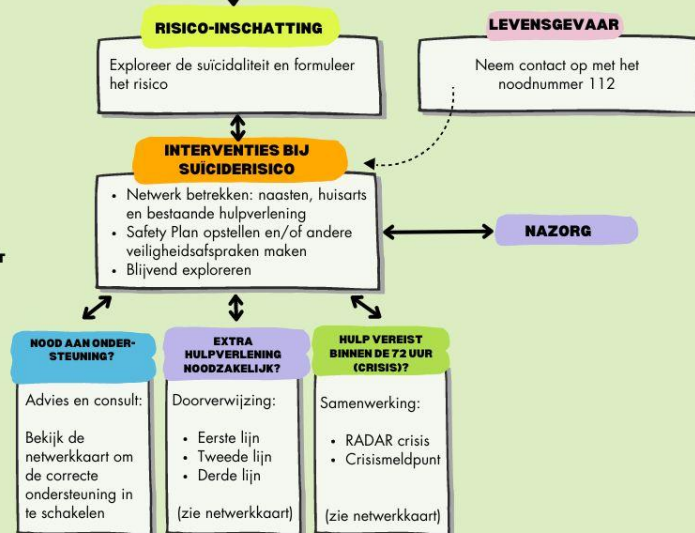 RISICO-INSCHATTING
Exploreer de suïcidaliteit en formuleer
het risico
LEVENSGEVAAR
Neem contact op met het
noodnummer 112
INTERVENTIES BIJ
SUÏCIDERISICO
• Netwerk betrekken: naasten, huisarts
en bestaande hulpverlening
• Safety Plan opstellen en/of andere
veiligheidsafspraken maken
• Blijvend exploreren
NAZORG
T
NOOD AAN ONDER-
STEUNING?
Advies en consult:
Bekijk de
netwerkkaart om
de correcte
ondersteuning in
te schakelen
EXTRA
HULPVERLENING
NOODZAKELIJK?
Doorverwijzing:
• Eerste lijn
• Tweede lijn
• Derde lijn
(zie netwerkkaart)
HULP VEREIST
BINNEN DE 72 UUR
(CRISIS)?
Samenwerking:
• RADAR crisis
• Crisismeldpunt
(zie netwerkkaart)